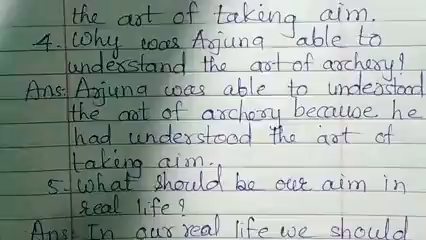 the art of taking aim.
4. Why was Arjuna able to
understand the art of archery?
Ans: Arjuna was able to understand
the art of archery because he
had understood the art of
taking aim.
5. What should be our aim in
real life?
Ans: In our real life we should